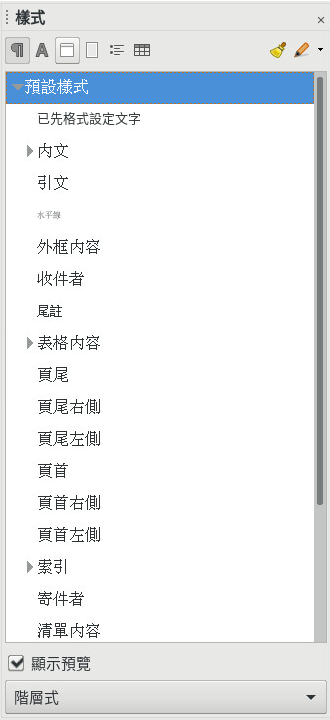 樣式
預設樣式
已先格式設定文字
內文
引文
水平線
外框內容
收件者
尾註
表格內容
頁尾
頁尾右側
頁尾左側
頁首
頁首右側
頁首左側
索引
寄件者
清單內容
顯示預覽
階層式